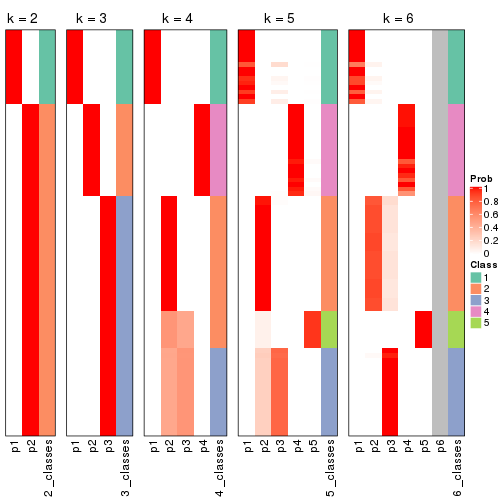 k = 2
k = 3
k = 4
k = 5
k = 6
Prob
1
0.8
0.6
0.4
0.2
0
Class
1
2
3
4
5
p1
p2
2_classes
p1
p2
p3
3_classes
p1
p2
p3
p4
4_classes
p1
p2
p3
p4
p5
5_classes
p1
p2
p3
p4
p5
p6
6_classes